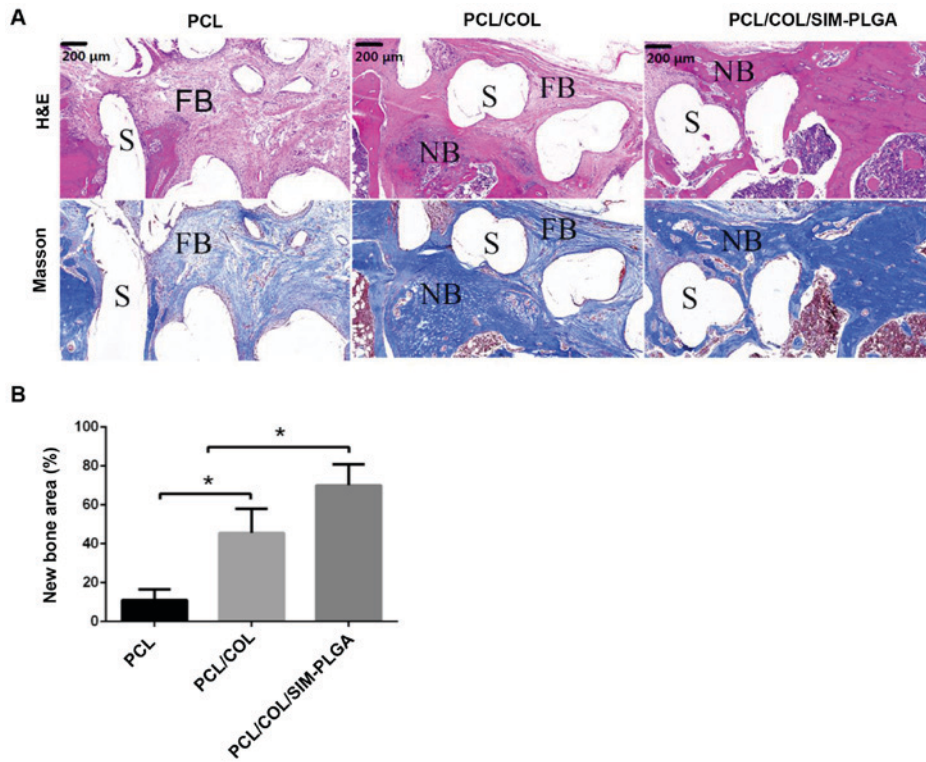 A
PCL
PCL/COL
PCL/COL/SIM-PLGA
H&E
200 μm
FB
S
200 μm
S
FB
NB
200 μm
NB
S
Masson
FB
S
S
FB
NB
NB
S
B
New bone area (%)
100
80
60
40
20
0
*
*
PCL
PCL/COL
PCL/COL/SIM-PLGA